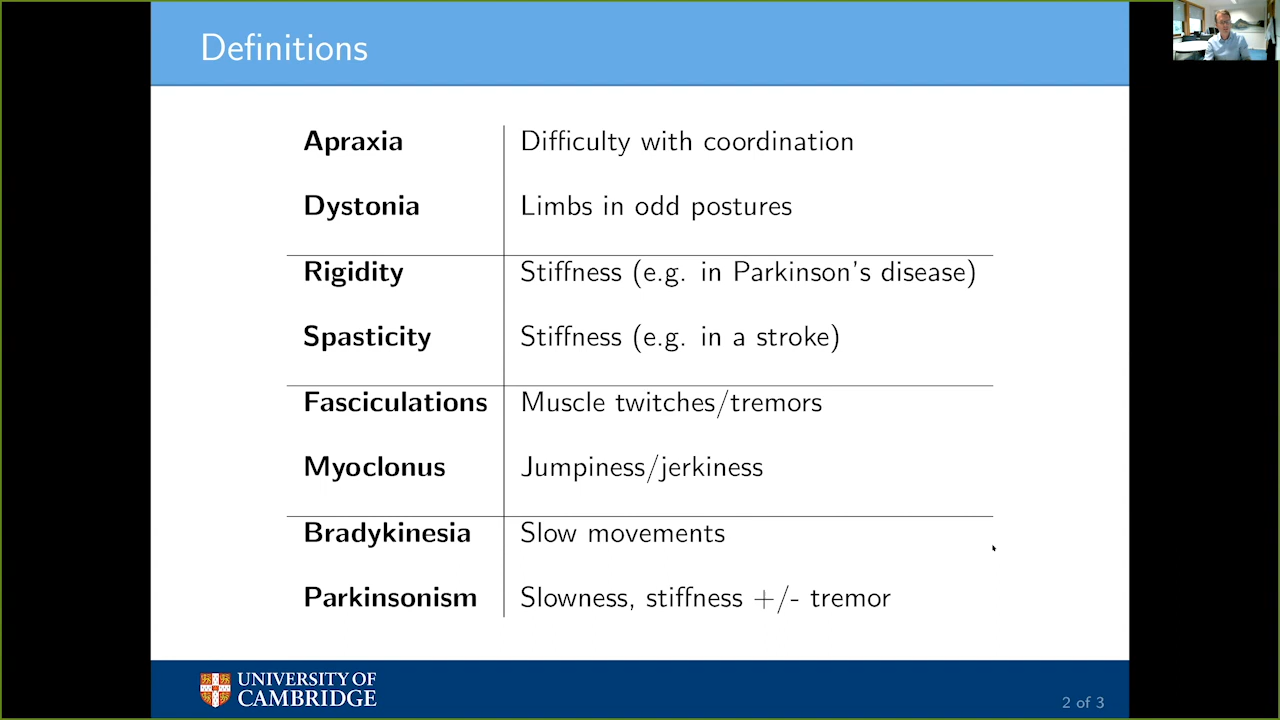 Definitions
Apraxia Difficulty with coordination
Dystonia Limbs in odd postures
Rigidity Stiffness (e.g. in Parkinson's disease)
Spasticity Stiffness (e.g. in a stroke)
Fasciculations Muscle twitches/tremors
Myoclonus Jumpiness/jerkiness
Bradykinesia Slow movements
Parkinsonism Slowness, stiffness +/- tremor
UNIVERSITY OF
CAMBRIDGE
2 of 3